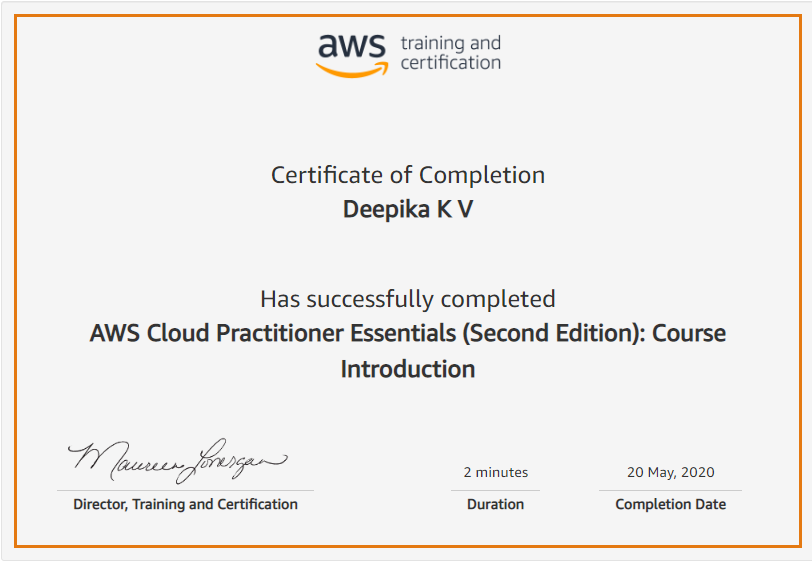 aws training and
certification
Certificate of Completion
Deepika K V
Has successfully completed
AWS Cloud Practitioner Essentials (Second Edition): Course
Introduction
Maureen Lonergan
2 minutes
20 May, 2020
Director, Training and Certification
Duration
Completion Date